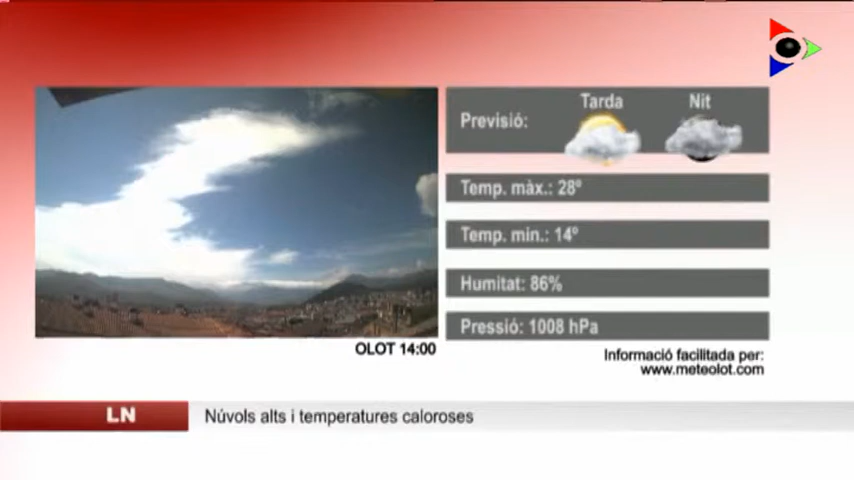 Previsió:
Tarda
Nit
Temp. màx.: 28º
Temp. min.: 14º
Humitat: 86%
Pressió: 1008 hPa
OLOT 14:00
Informació facilitada per:
www.meteolot.com
LN
Núvols alts i temperatures caloroses